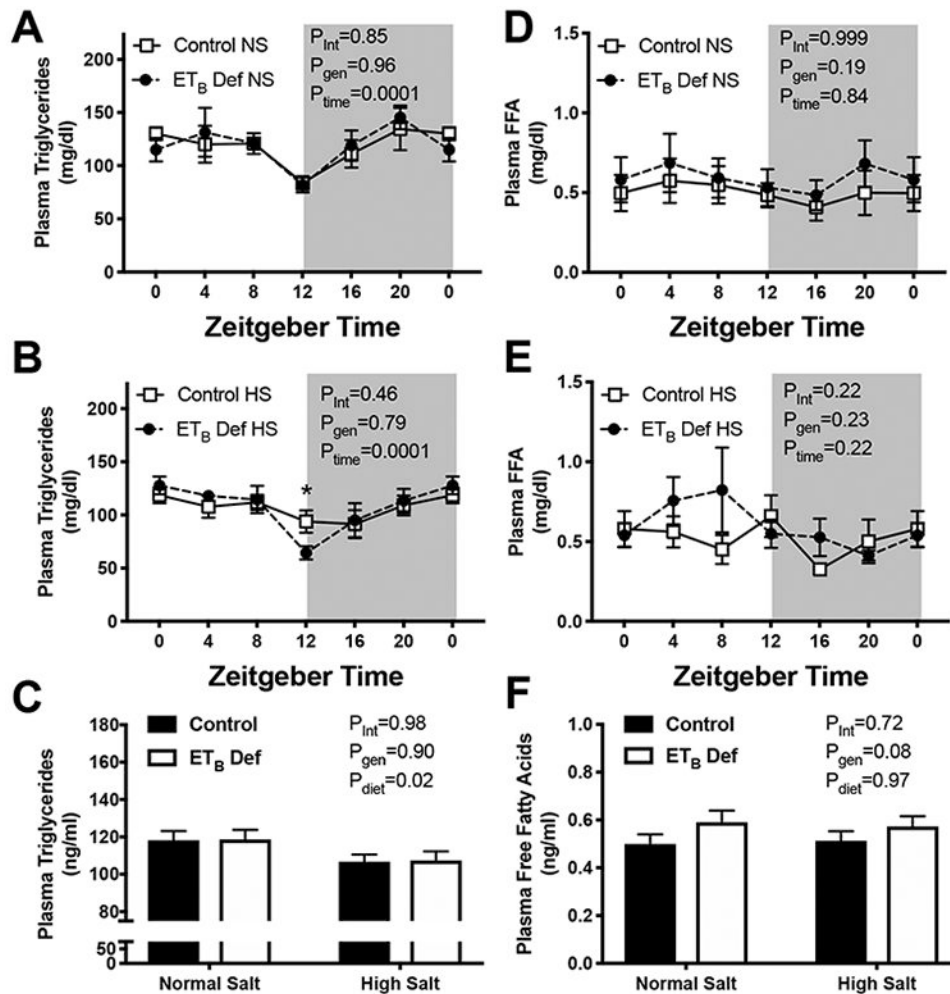 A
Control NS
ET_B Def NS
P_Int=0.85
P_gen=0.96
P_time=0.0001
Plasma Triglycerides
(mg/dl)
200
150
100
50
0
0 4 8 12 16 20 0
Zeitgeber Time
D
Control NS
ET_B Def NS
P_Int=0.999
P_gen=0.19
P_time=0.84
Plasma FFA
(mg/dl)
1.5
1.0
0.5
0.0
0 4 8 12 16 20 0
Zeitgeber Time
B
Control HS
ET_B Def HS
P_Int=0.46
P_gen=0.79
P_time=0.0001
*
Plasma Triglycerides
(mg/dl)
200
150
100
50
0
0 4 8 12 16 20 0
Zeitgeber Time
E
Control HS
ET_B Def HS
P_Int=0.22
P_gen=0.23
P_time=0.22
Plasma FFA
(mg/dl)
1.5
1.0
0.5
0.0
0 4 8 12 16 20 0
Zeitgeber Time
C
Control
ET_B Def
P_Int=0.98
P_gen=0.90
P_diet=0.02
Plasma Triglycerides
(ng/ml)
180
160
140
120
100
80
50
0
Normal Salt High Salt
F
Control
ET_B Def
P_Int=0.72
P_gen=0.08
P_diet=0.97
Plasma Free Fatty Acids
(ng/ml)
1.0
0.8
0.6
0.4
0.2
0.0
Normal Salt High Salt